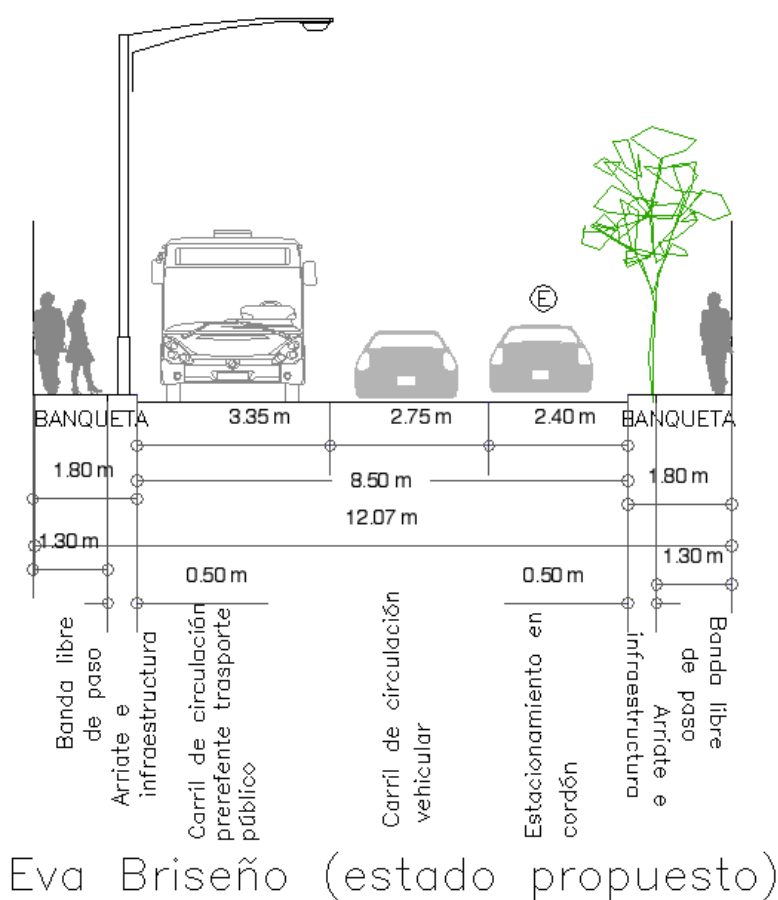 E
BANQUETA
3.35 m
2.75 m
2.40 m
BANQUETA
1.80 m
8.50 m
1.80 m
12.07 m
1.30 m
1.30 m
0.50 m
0.50 m
Banda libre
de paso
Arriate e
infraestructura
Carril de circulación
prerefente trasporte
público
Carril de circulación
vehicular
Estacionamiento en
cordón
infraestructura
Arriate e
Banda libre
de paso
Eva Briseño (estado propuesto)